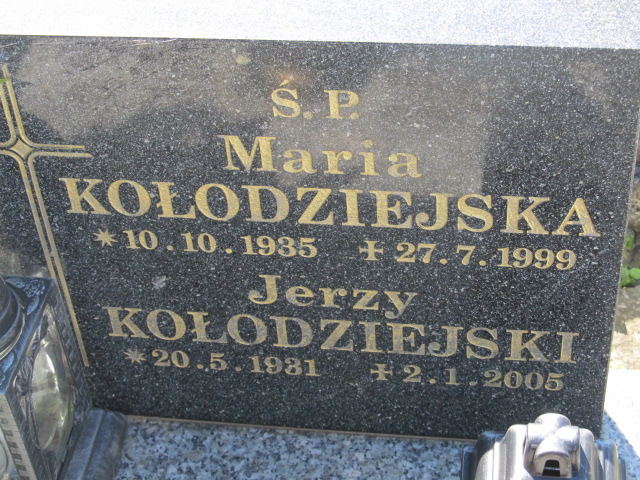 Ś. P.
Maria
KOŁODZIEJSKA
* 10 . 10 . 1935 ✝ 27 . 7 . 1999
Jerzy
KOŁODZIEJSKI
* 20 . 5 . 1931 ✝ 2 . 1 . 2005